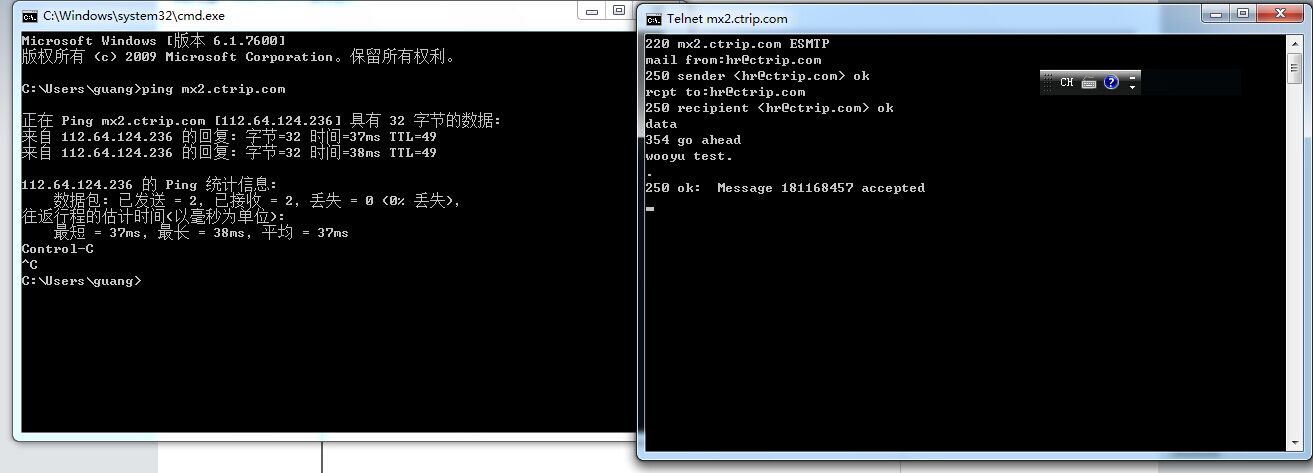 C:\Windows\system32\cmd.exe
Microsoft Windows [版本 6.1.7600]
版权所有 (c) 2009 Microsoft Corporation。保留所有权利。
C:\Users\guang>ping mx2.ctrip.com
正在 Ping mx2.ctrip.com [112.64.124.236] 具有 32 字节的数据:
来自 112.64.124.236 的回复: 字节=32 时间=37ms TTL=49
来自 112.64.124.236 的回复: 字节=32 时间=38ms TTL=49
112.64.124.236 的 Ping 统计信息:
数据包: 已发送 = 2, 已接收 = 2, 丢失 = 0 (0% 丢失),
往返行程的估计时间(以毫秒为单位):
最短 = 37ms, 最长 = 38ms, 平均 = 37ms
Control-C
^C
C:\Users\guang>
Telnet mx2.ctrip.com
220 mx2.ctrip.com ESMTP
mail from:hr@ctrip.com
250 sender <hr@ctrip.com> ok
rcpt to:hr@ctrip.com
250 recipient <hr@ctrip.com> ok
data
354 go ahead
wooyu test.
.
250 ok:  Message 181168457 accepted
CH